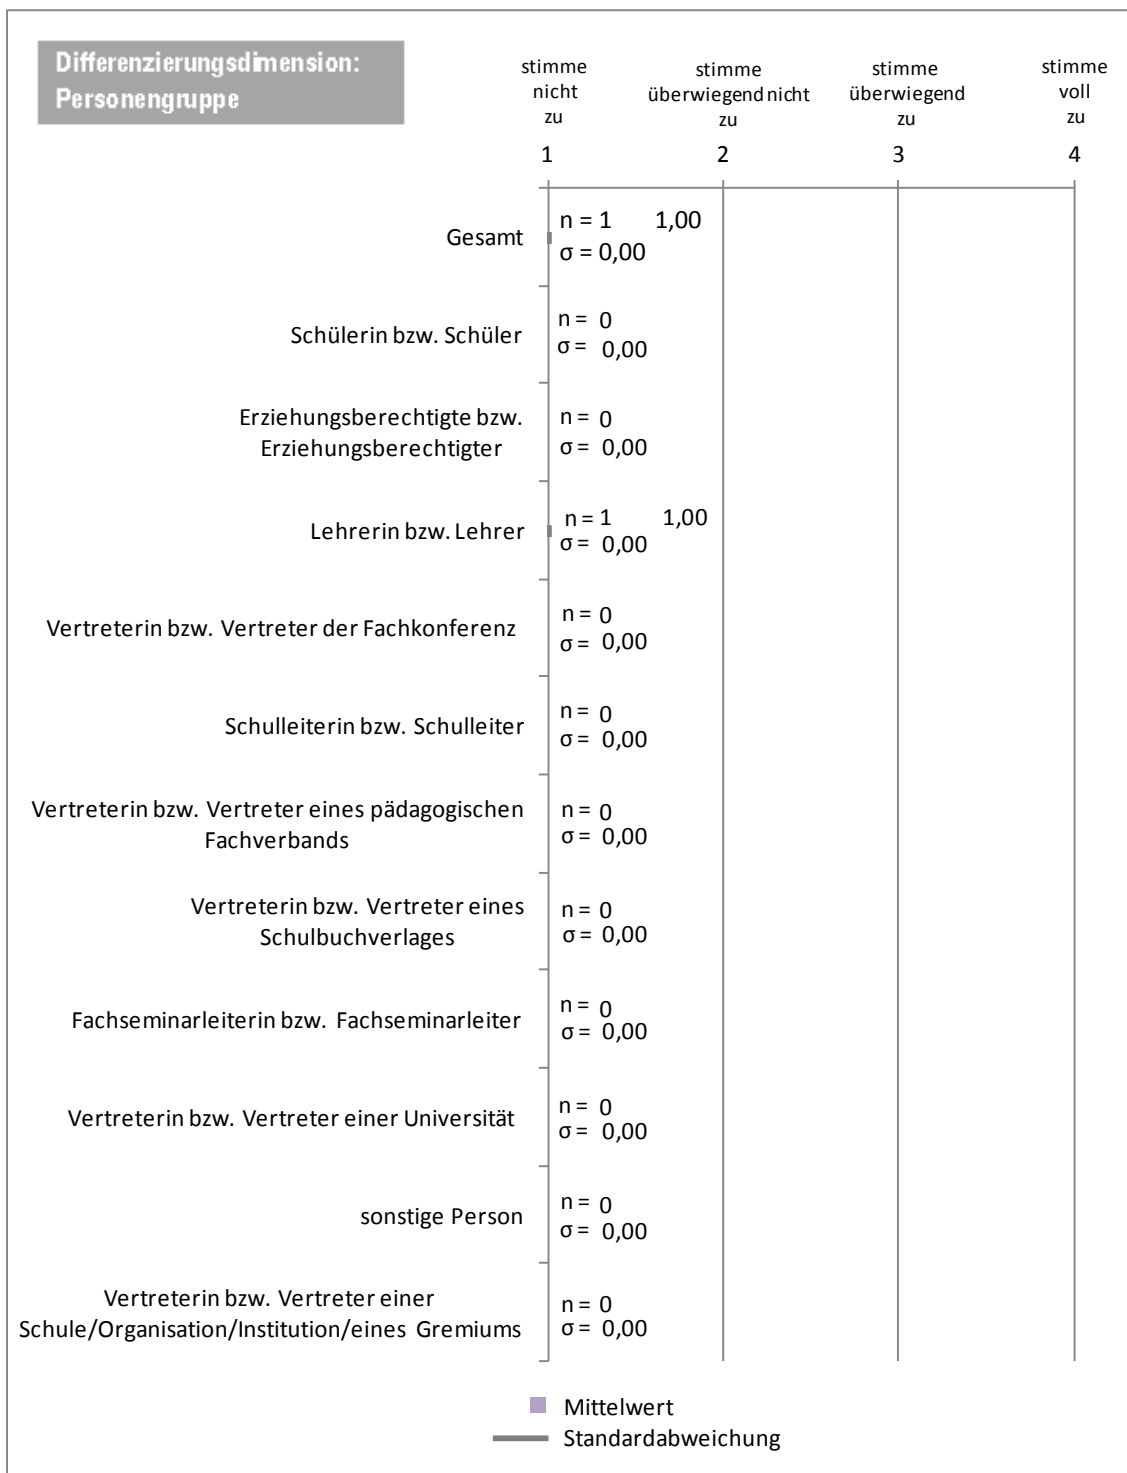 Differenzierungsdimension:
Personengruppe
stimme
nicht
zu
stimme
überwiegend nicht
zu
stimme
überwiegend
zu
stimme
voll
zu
1
2
3
4
Gesamt
n = 1 1,00
σ = 0,00
Schülerin bzw. Schüler
n = 0
σ = 0,00
Erziehungsberechtigte bzw.
Erziehungsberechtigter
n = 0
σ = 0,00
Lehrerin bzw. Lehrer
n = 1 1,00
σ = 0,00
Vertreterin bzw. Vertreter der Fachkonferenz
n = 0
σ = 0,00
Schulleiterin bzw. Schulleiter
n = 0
σ = 0,00
Vertreterin bzw. Vertreter eines pädagogischen
Fachverbands
n = 0
σ = 0,00
Vertreterin bzw. Vertreter eines
Schulbuchverlages
n = 0
σ = 0,00
Fachseminarleiterin bzw. Fachseminarleiter
n = 0
σ = 0,00
Vertreterin bzw. Vertreter einer Universität
n = 0
σ = 0,00
sonstige Person
n = 0
σ = 0,00
Vertreterin bzw. Vertreter einer
Schule/Organisation/Institution/eines Gremiums
n = 0
σ = 0,00
Mittelwert
Standardabweichung